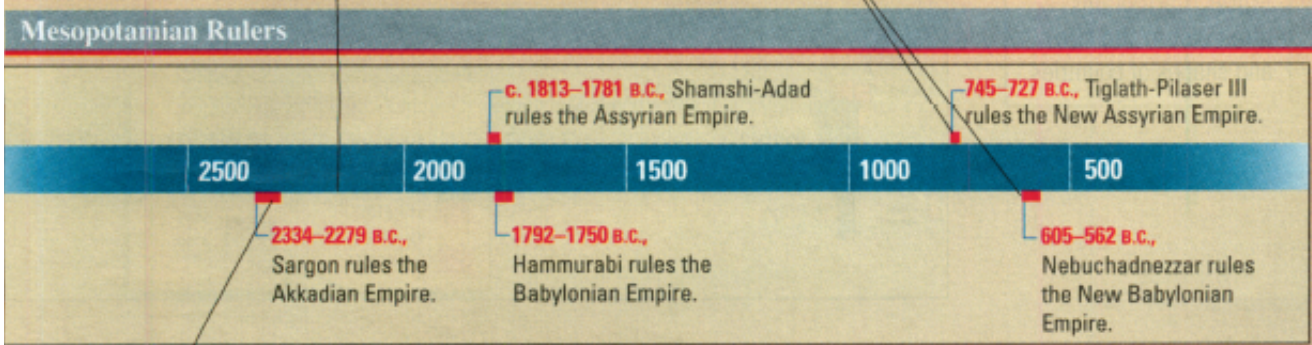 Mesopotamian Rulers
c. 1813–1781 B.C., Shamshi-Adad
rules the Assyrian Empire.
745–727 B.C., Tiglath-Pilaser III
rules the New Assyrian Empire.
2500 2000 1500 1000 500
2334–2279 B.C.,
Sargon rules the
Akkadian Empire.
1792–1750 B.C.,
Hammurabi rules the
Babylonian Empire.
605–562 B.C.,
Nebuchadnezzar rules
the New Babylonian
Empire.